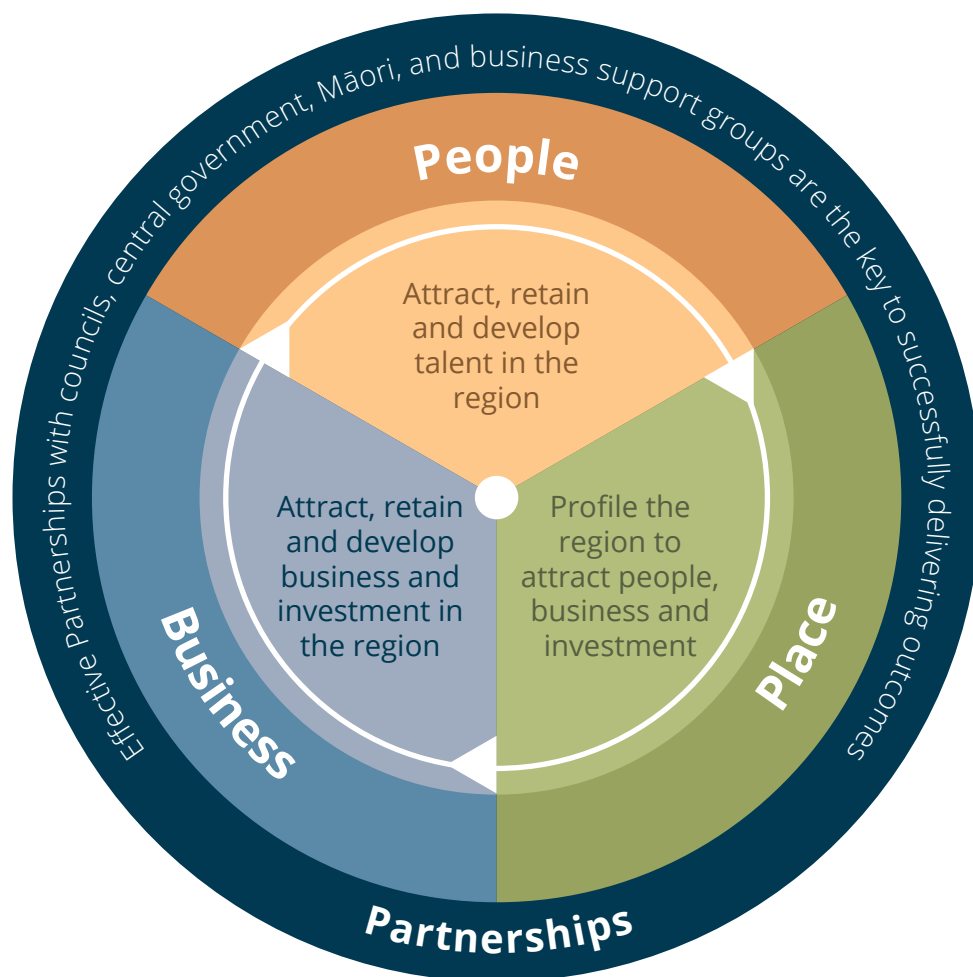 Effective Partnerships with councils, central government, Māori, and business support groups are the key to successfully delivering outcomes
People
Attract, retain
and develop
talent in the
region
Attract, retain
and develop
business and
investment in
the region
Business
Profile the
region to
attract people,
business and
investment
Place
Partnerships